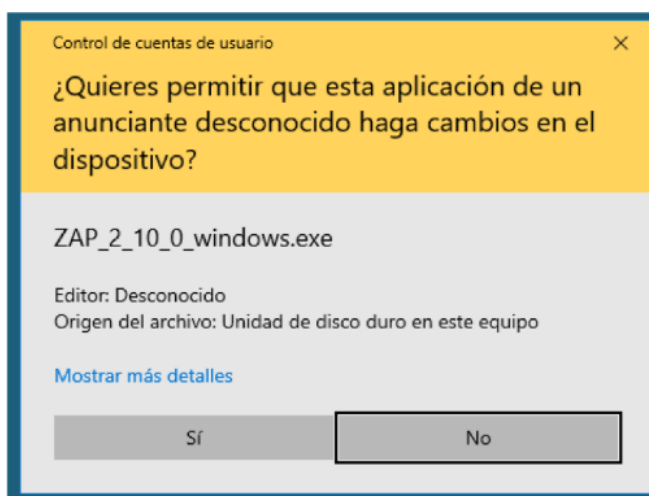 Control de cuentas de usuario
¿Quieres permitir que esta aplicación de un
anunciante desconocido haga cambios en el
dispositivo?
ZAP_2_10_0_windows.exe
Editor: Desconocido
Origen del archivo: Unidad de disco duro en este equipo
Mostrar más detalles
Sí
No